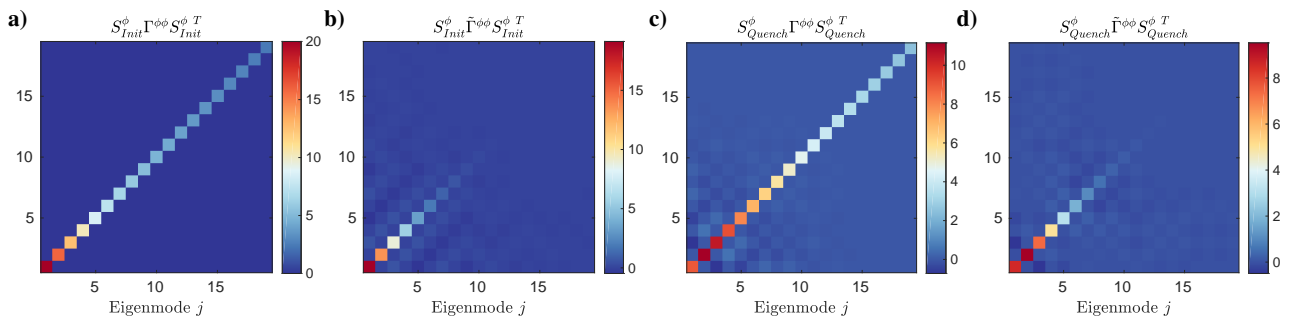 a)
$S^{\phi}_{Init}\Gamma^{\phi\phi}S^{\phi\ T}_{Init}$
15
10
5
5 10 15
Eigenmode $j$
20
15
10
5
0
b)
$S^{\phi}_{Init}\tilde{\Gamma}^{\phi\phi}S^{\phi\ T}_{Init}$
15
10
5
5 10 15
Eigenmode $j$
15
10
5
0
c)
$S^{\phi}_{Quench}\Gamma^{\phi\phi}S^{\phi\ T}_{Quench}$
15
10
5
5 10 15
Eigenmode $j$
10
8
6
4
2
0
d)
$S^{\phi}_{Quench}\tilde{\Gamma}^{\phi\phi}S^{\phi\ T}_{Quench}$
15
10
5
5 10 15
Eigenmode $j$
8
6
4
2
0